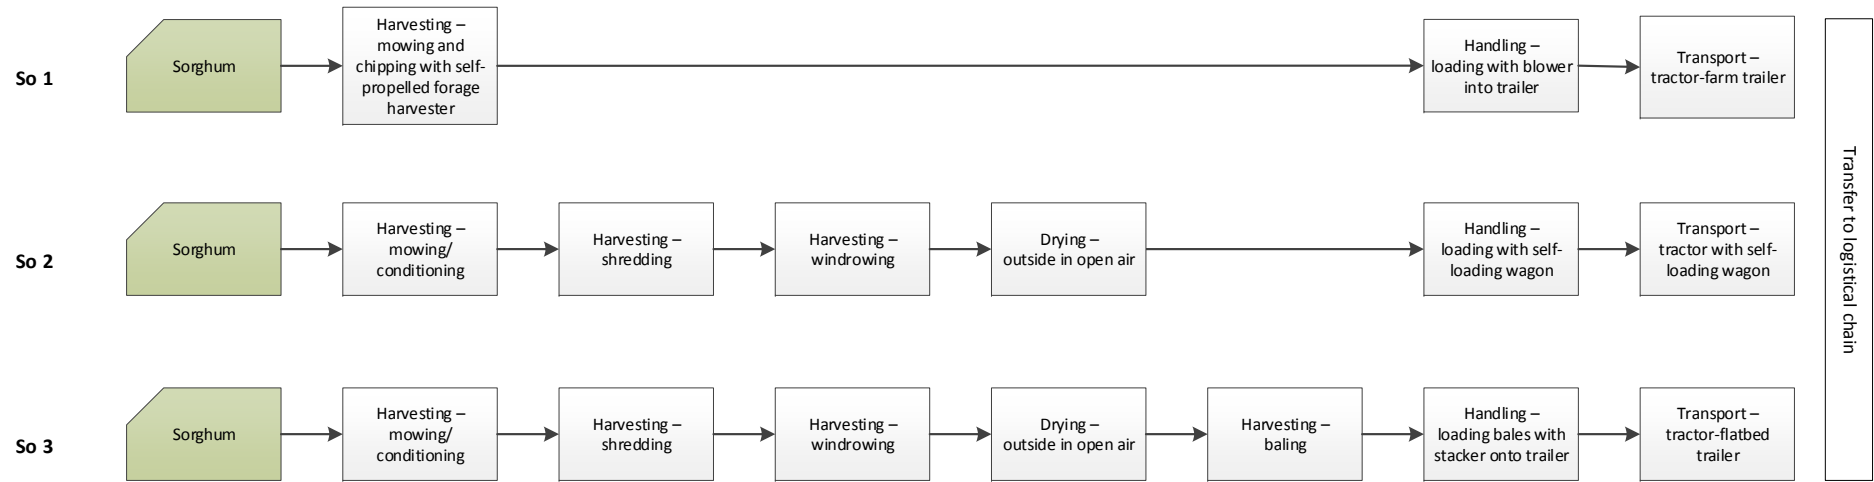 So 1
Sorghum
Harvesting –
mowing and
chipping with self-
propelled forage
harvester
Handling –
loading with blower
into trailer
Transport –
tractor-farm trailer
So 2
Sorghum
Harvesting –
mowing/
conditioning
Harvesting –
shredding
Harvesting –
windrowing
Drying –
outside in open air
Handling –
loading with self-
loading wagon
Transport –
tractor with self-
loading wagon
So 3
Sorghum
Harvesting –
mowing/
conditioning
Harvesting –
shredding
Harvesting –
windrowing
Drying –
outside in open air
Harvesting –
baling
Handling –
loading bales with
stacker onto trailer
Transport –
tractor-flatbed
trailer
Transfer to logistical chain